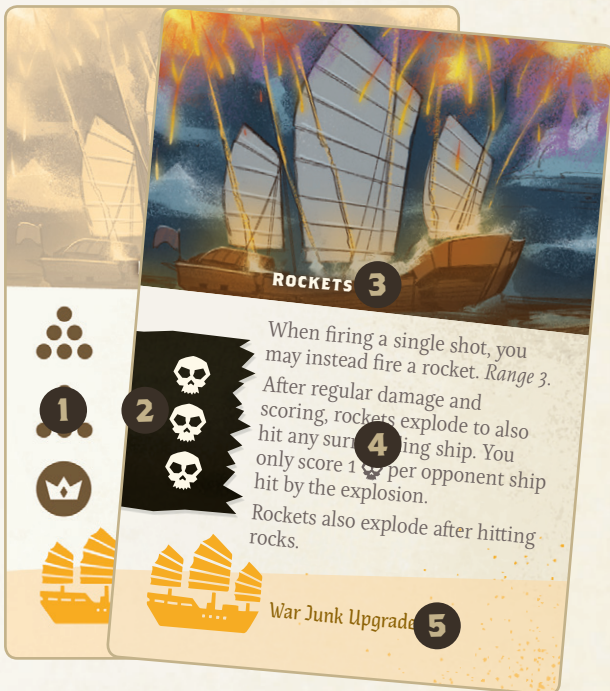 ROCKETS 3
When firing a single shot, you
may instead fire a rocket. Range 3.
After regular damage and
scoring, rockets explode to also
1
2
hit any ship. You
4
only score 1 per opponent ship
hit by the explosion.
Rockets also explode after hitting
rocks.
War Junk Upgrade 5